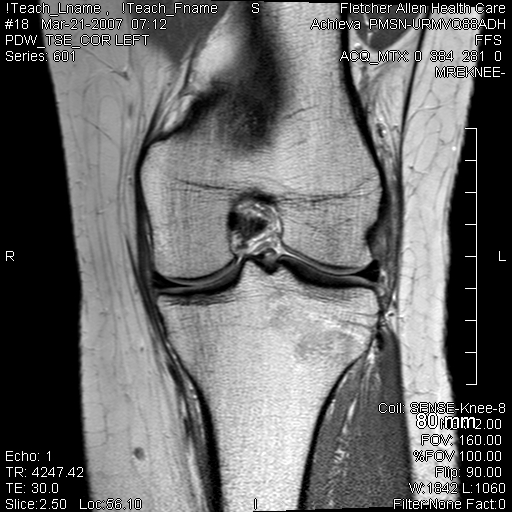 !Teach_Lname , !Teach_Fname
S
Fletcher Allen Health Care
#18 Mar-21-2007 07:12
Achieva PMSN-URMVQ88ADH
PDW_TSE_COR LEFT
FFS
Series: 601
ACQ_MTX: 0 384 281 0
MREKNEE-
R
L
Coil: SENSE-Knee-8
80 mm
FOV: 160.00
Echo: 1
%FOV 100.00
TR: 4247.42
Flip: 90.00
TE: 30.0
W:1842 L:1060
Slice:2.50 Loc:56.10
I
Filter:None Fact:0